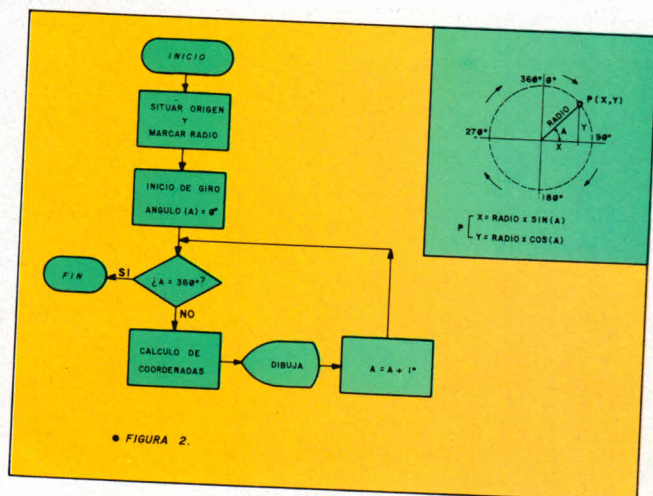 INICIO
SITUAR ORIGEN
Y
MARCAR RADIO
INICIO DE GIRO
ANGULO (A) = 0°
¿A = 360°?
SI
FIN
NO
CALCULO DE
COORDENADAS
DIBUJA
A = A + 1°
● FIGURA 2.
360° 0°
P (X, Y)
RADIO
A
Y
X
270°
90°
180°
P
X = RADIO x SIN (A)
Y = RADIO x COS (A)